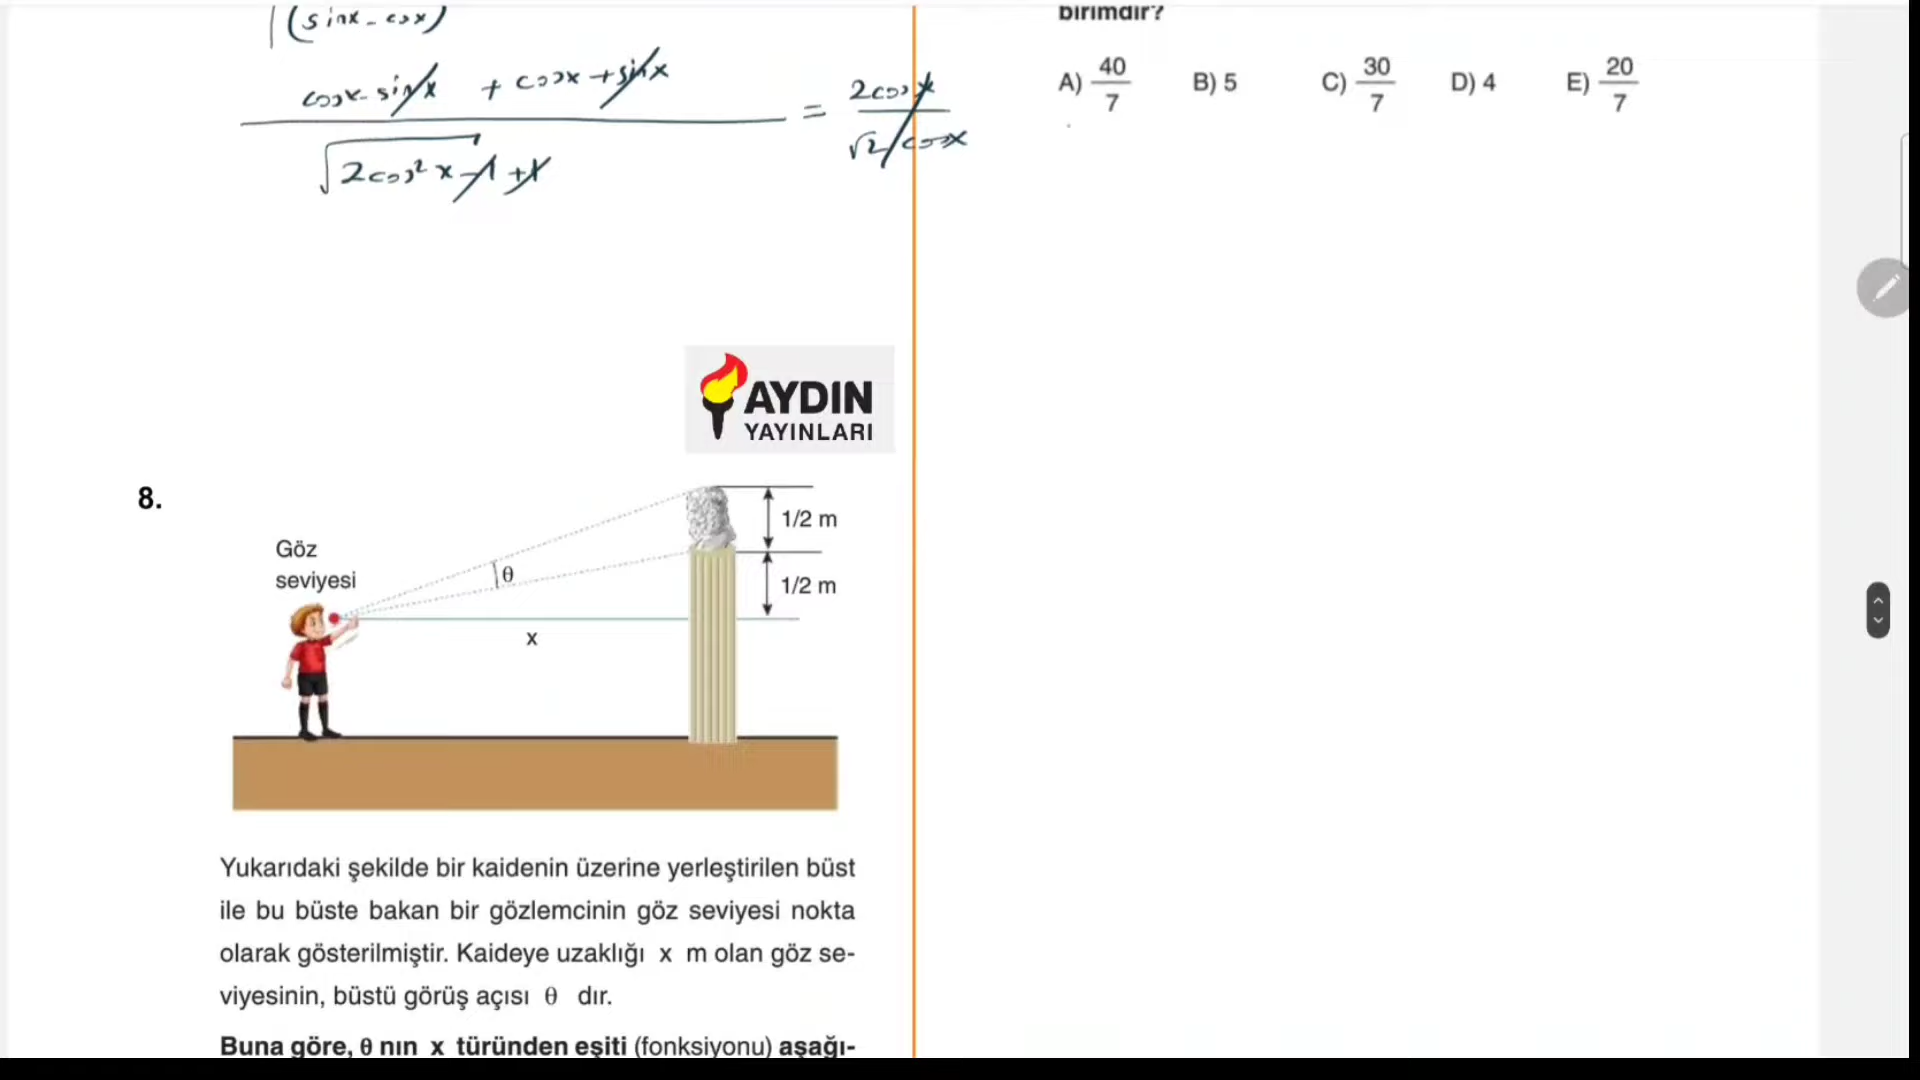 (sinx - cosx)
cosx - sinx + cosx + sinx = 2cosx
√2cos²x - 1 + 1 √2 cosx
AYDIN
YAYINLARI
8.
1/2 m
Göz
seviyesi
θ
1/2 m
x
Yukarıdaki şekilde bir kaidenin üzerine yerleştirilen büst
ile bu büste bakan bir gözlemcinin göz seviyesi nokta
olarak gösterilmiştir. Kaideye uzaklığı x m olan göz se-
viyesinin, büstü görüş açısı θ dır.
Buna göre, θ nın x türünden eşiti (fonksiyonu) aşağı-
birimdir?
A) 40/7 B) 5 C) 30/7 D) 4 E) 20/7